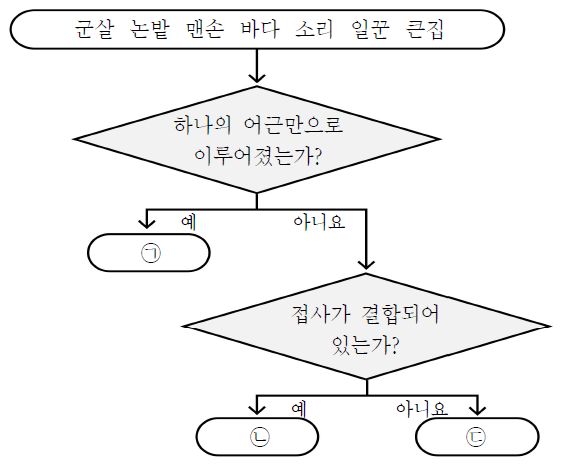 군살 논밭 맨손 바다 소리 일꾼 큰집
하나의 어근만으로
이루어졌는가?
예
아니요
㉠
접사가 결합되어
있는가?
예
아니요
㉡
㉢